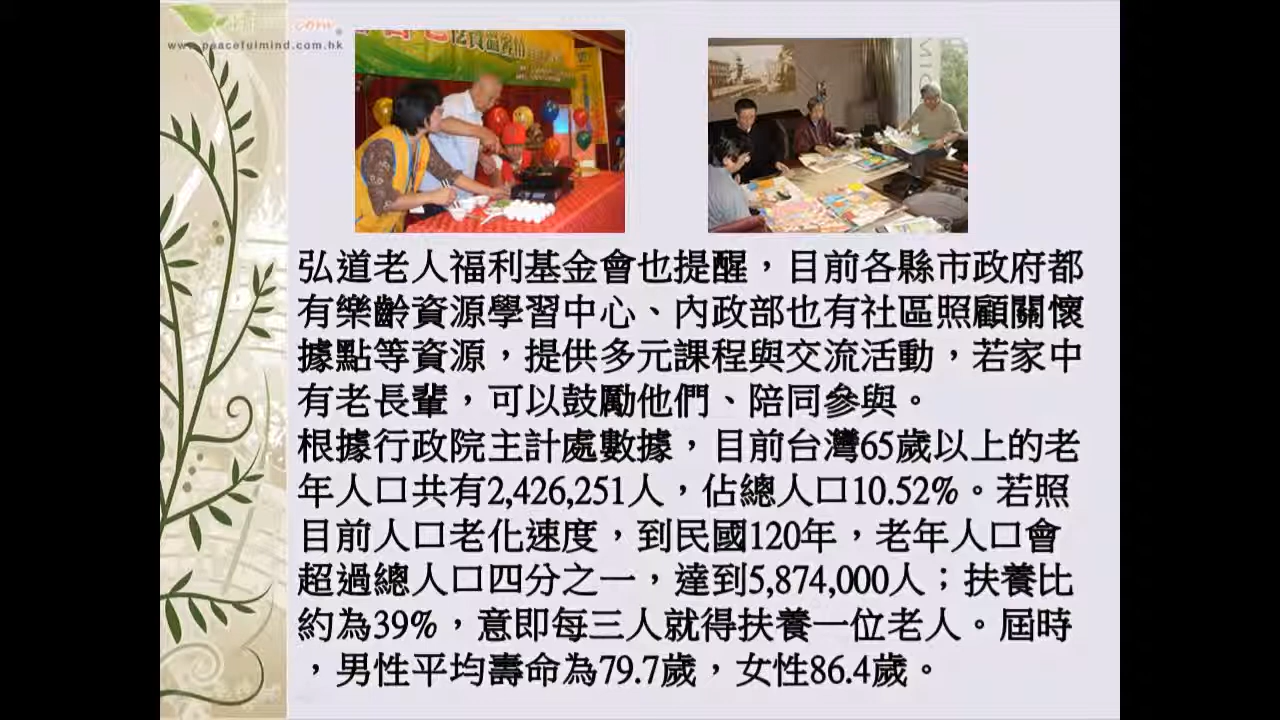 www.peacefulmind.com.hk
弘道老人福利基金會也提醒，目前各縣市政府都
有樂齡資源學習中心、內政部也有社區照顧關懷
據點等資源，提供多元課程與交流活動，若家中
有老長輩，可以鼓勵他們、陪同參與。
根據行政院主計處數據，目前台灣65歲以上的老
年人口共有2,426,251人，佔總人口10.52%。若照
目前人口老化速度，到民國120年，老年人口會
超過總人口四分之一，達到5,874,000人；扶養比
約為39%，意即每三人就得扶養一位老人。屆時
，男性平均壽命為79.7歲，女性86.4歲。